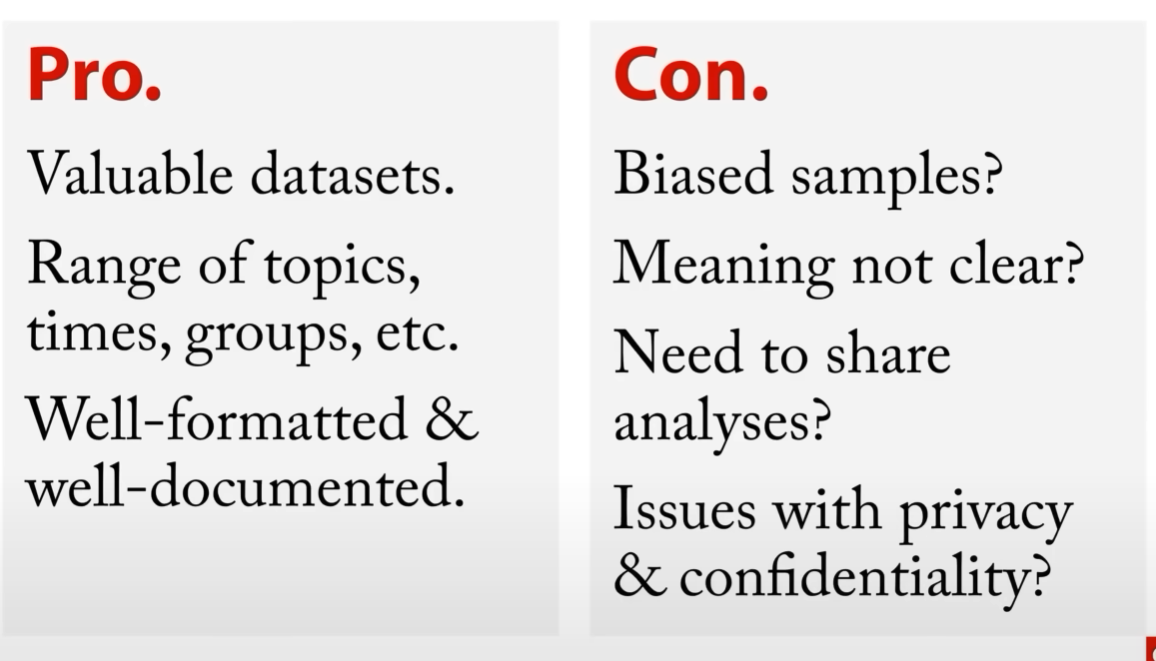 Pro.
Valuable datasets.
Range of topics,
times, groups, etc.
Well-formatted &
well-documented.
Con.
Biased samples?
Meaning not clear?
Need to share
analyses?
Issues with privacy
& confidentiality?